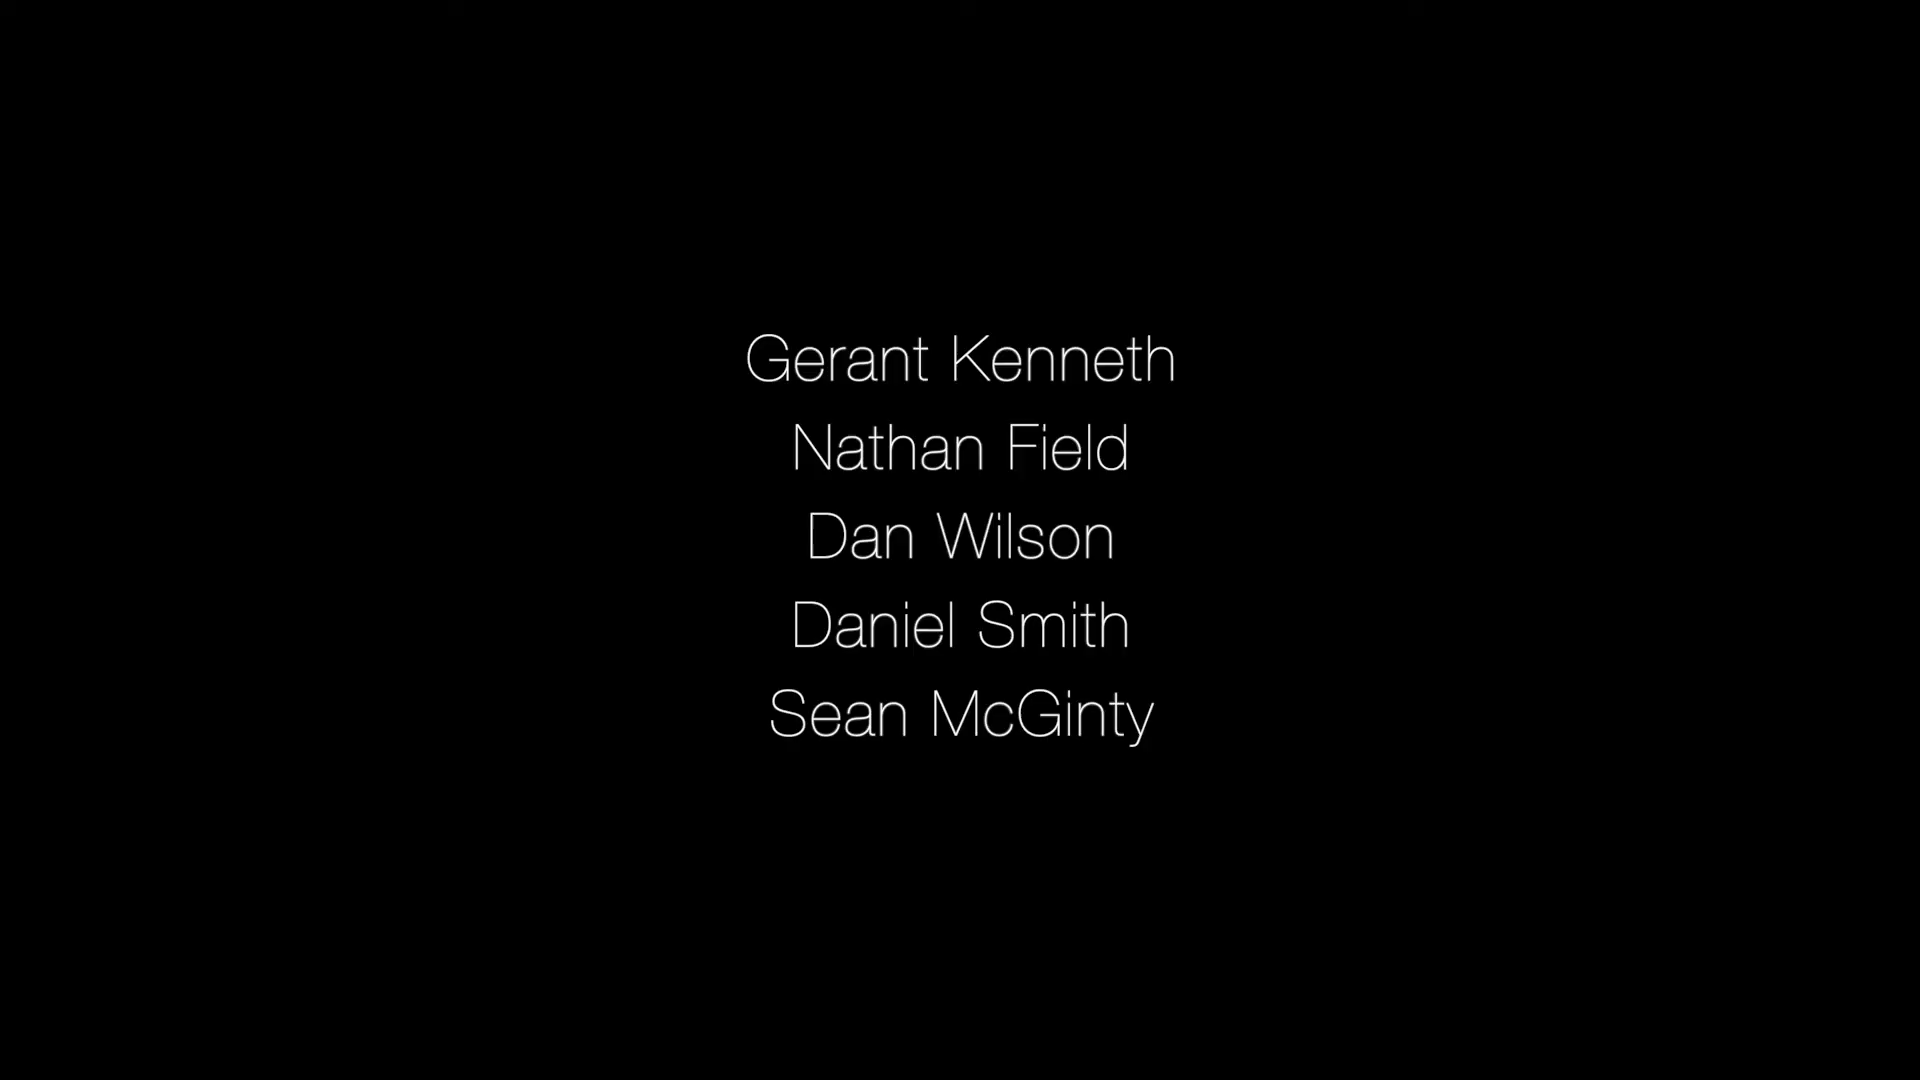 Gerant Kenneth
Nathan Field
Dan Wilson
Daniel Smith
Sean McGinty